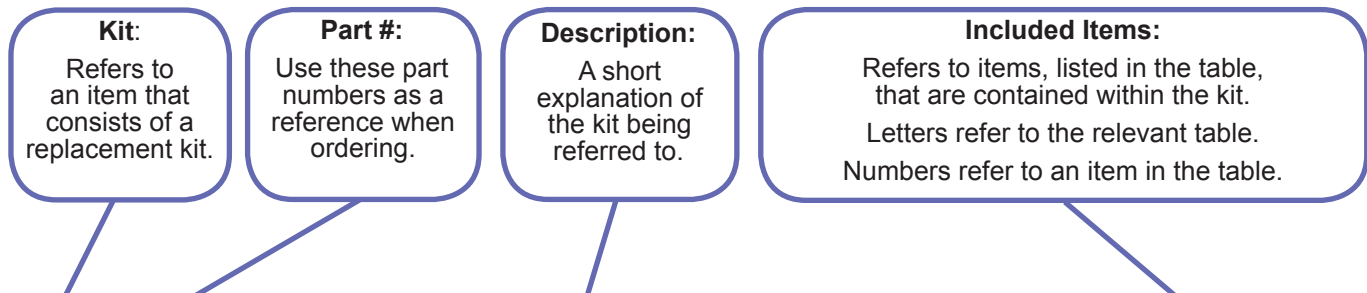 Kit:
Refers to
an item that
consists of a
replacement kit.
Part #:
Use these part
numbers as a
reference when
ordering.
Description:
A short
explanation of
the kit being
referred to.
Included Items:
Refers to items, listed in the table,
that are contained within the kit.
Letters refer to the relevant table.
Numbers refer to an item in the table.